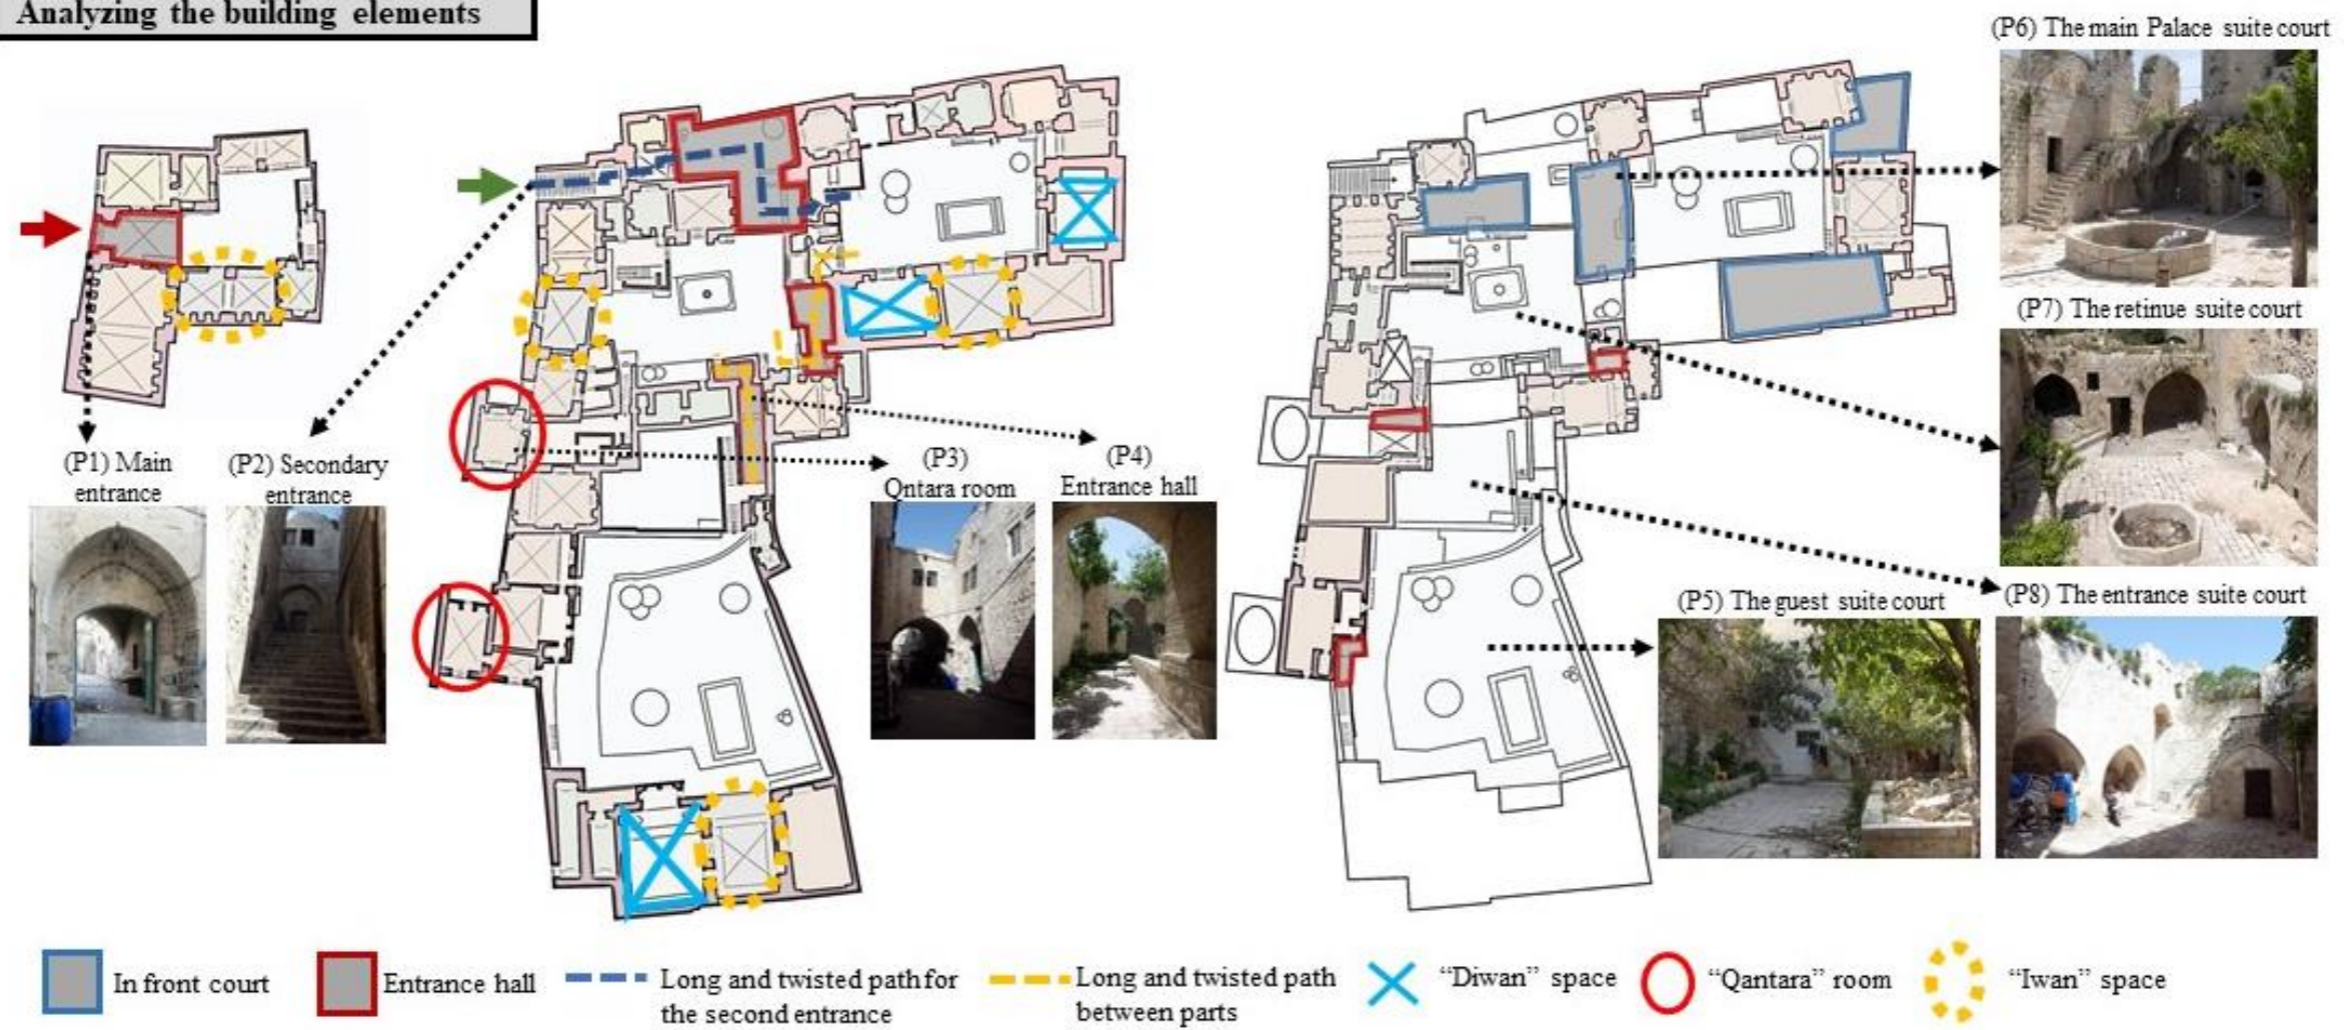 Analyzing the building elements
(P6) The main Palace suite court
(P7) The retinue suite court
(P1) Main
entrance
(P2) Secondary
entrance
(P3)
Qntara room
(P4)
Entrance hall
(P5) The guest suite court
(P8) The entrance suite court
In front court
Entrance hall
Long and twisted path for
the second entrance
Long and twisted path
between parts
“Diwan” space
“Qantara” room
“Iwan” space